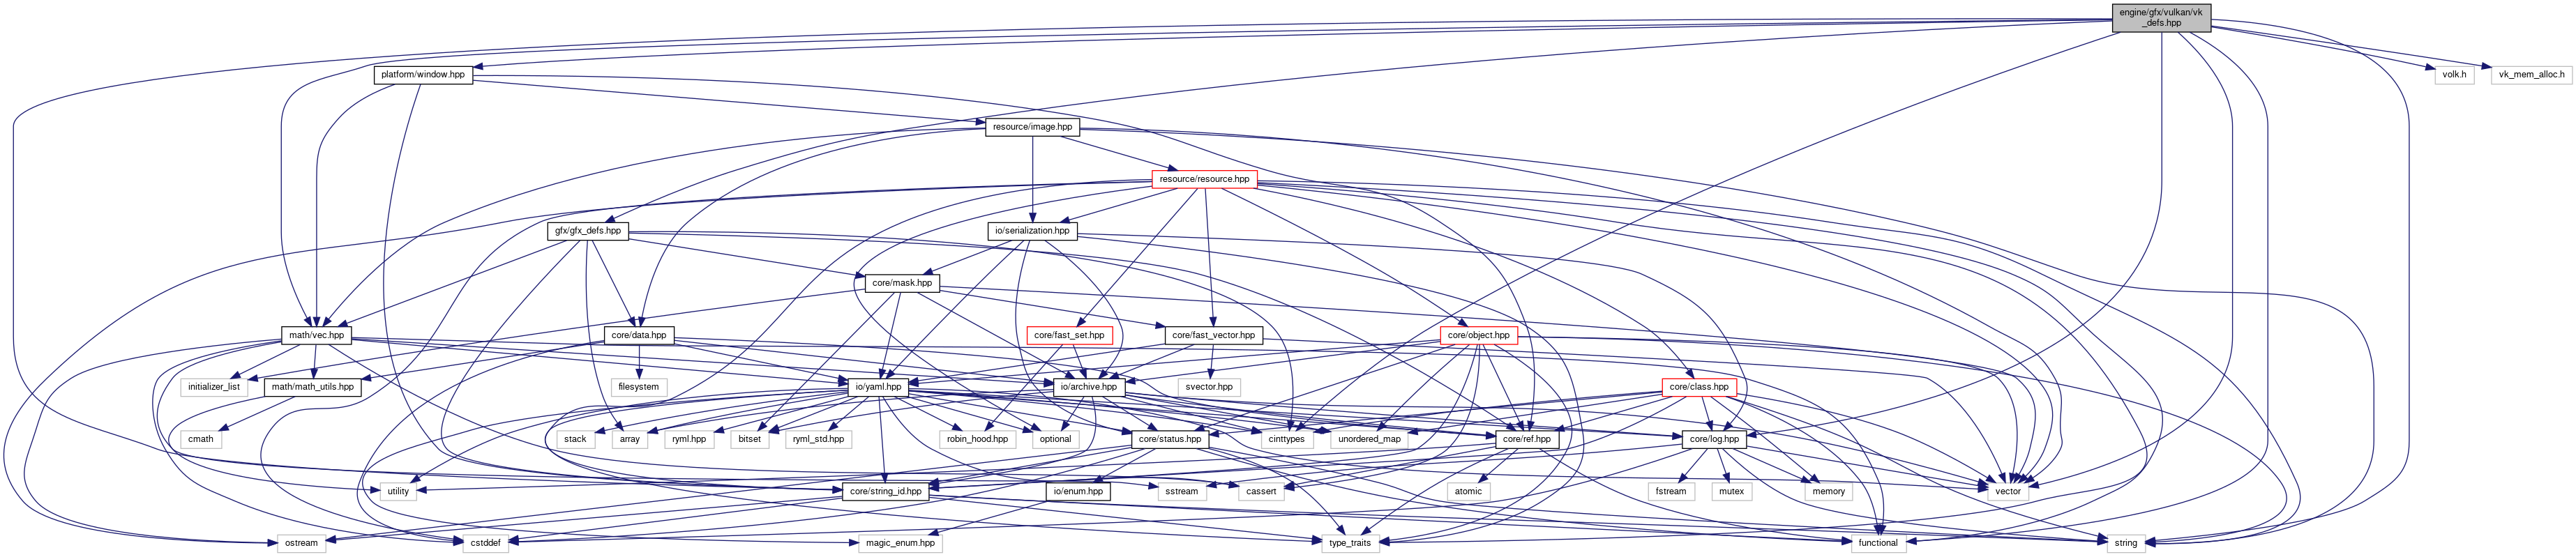 engine/gfx/vulkan/vk
_defs.hpp
platform/window.hpp
volk.h
vk_mem_alloc.h
resource/image.hpp
resource/resource.hpp
gfx/gfx_defs.hpp
io/serialization.hpp
core/mask.hpp
math/vec.hpp
core/data.hpp
core/fast_set.hpp
core/fast_vector.hpp
core/object.hpp
initializer_list
math/math_utils.hpp
filesystem
io/yaml.hpp
io/archive.hpp
svector.hpp
core/class.hpp
cmath
stack
array
ryml.hpp
bitset
ryml_std.hpp
robin_hood.hpp
optional
core/status.hpp
cinttypes
unordered_map
core/ref.hpp
core/log.hpp
utility
core/string_id.hpp
io/enum.hpp
sstream
cassert
atomic
fstream
mutex
memory
vector
ostream
cstddef
magic_enum.hpp
type_traits
functional
string